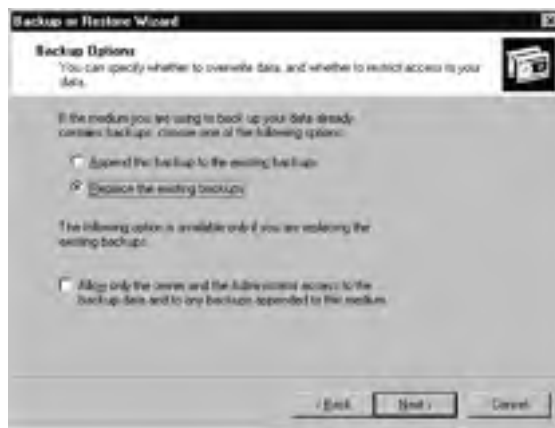 Backup or Restore Wizard
Backup Options
You can specify whether to overwrite data, and whether to restrict access to your
data.
If the medium you are using to back up your data already
contains backups, choose one of the following options:
Append this backup to the existing backups
Replace the existing backups
The following option is available only if you are replacing the
existing backups.
Allow only the owner and the Administrator access to the
backup data and to any backups appended to this medium.
< Back
Next >
Cancel